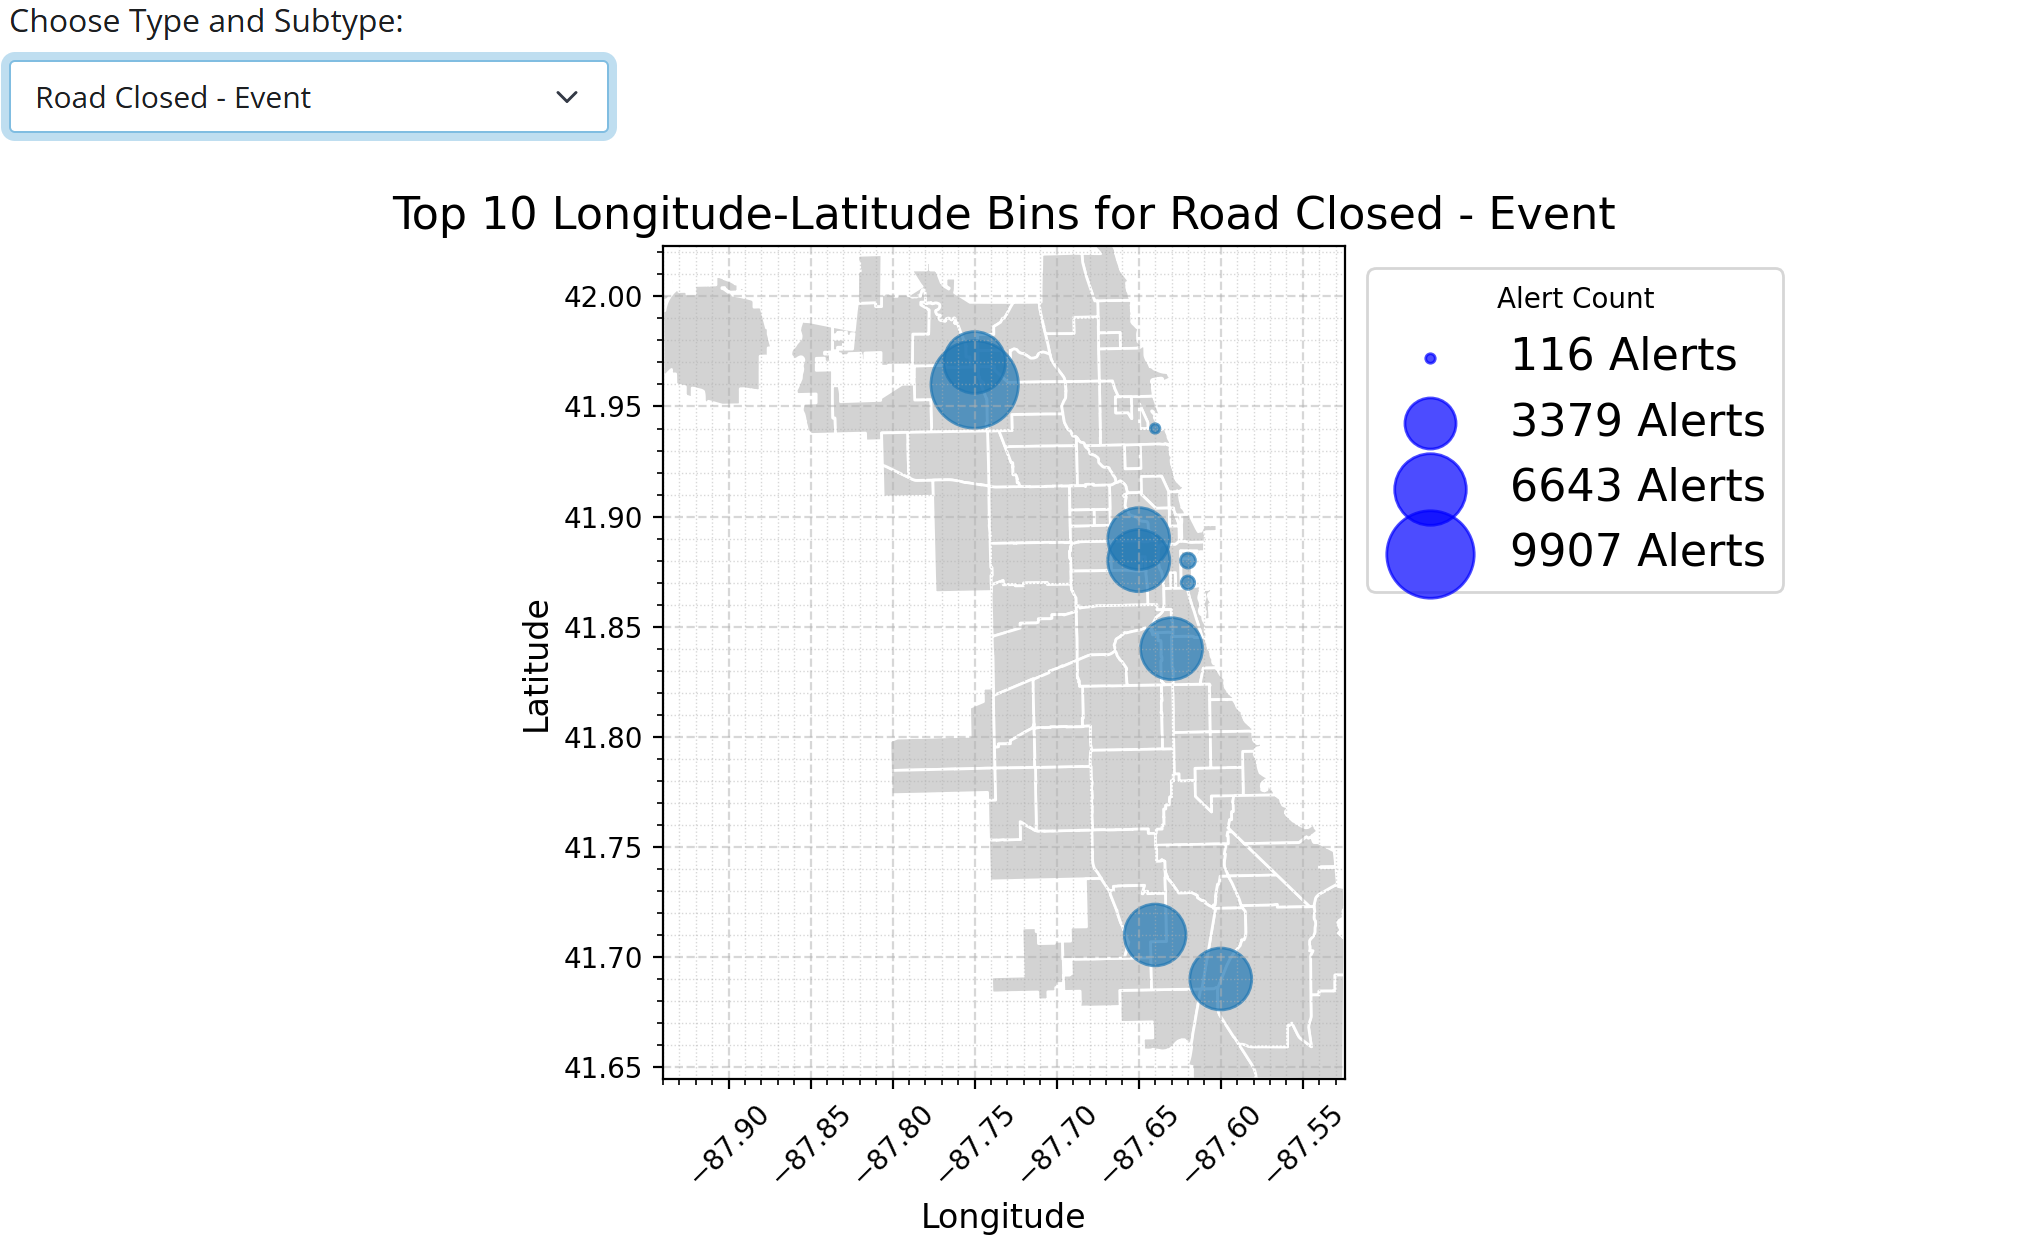 Choose Type and Subtype:
Road Closed - Event
Top 10 Longitude-Latitude Bins for Road Closed - Event
42.00
41.95
41.90
41.85
41.80
41.75
41.70
41.65
Latitude
−87.90
−87.85
−87.80
−87.75
−87.70
−87.65
−87.60
−87.55
Longitude
Alert Count
116 Alerts
3379 Alerts
6643 Alerts
9907 Alerts